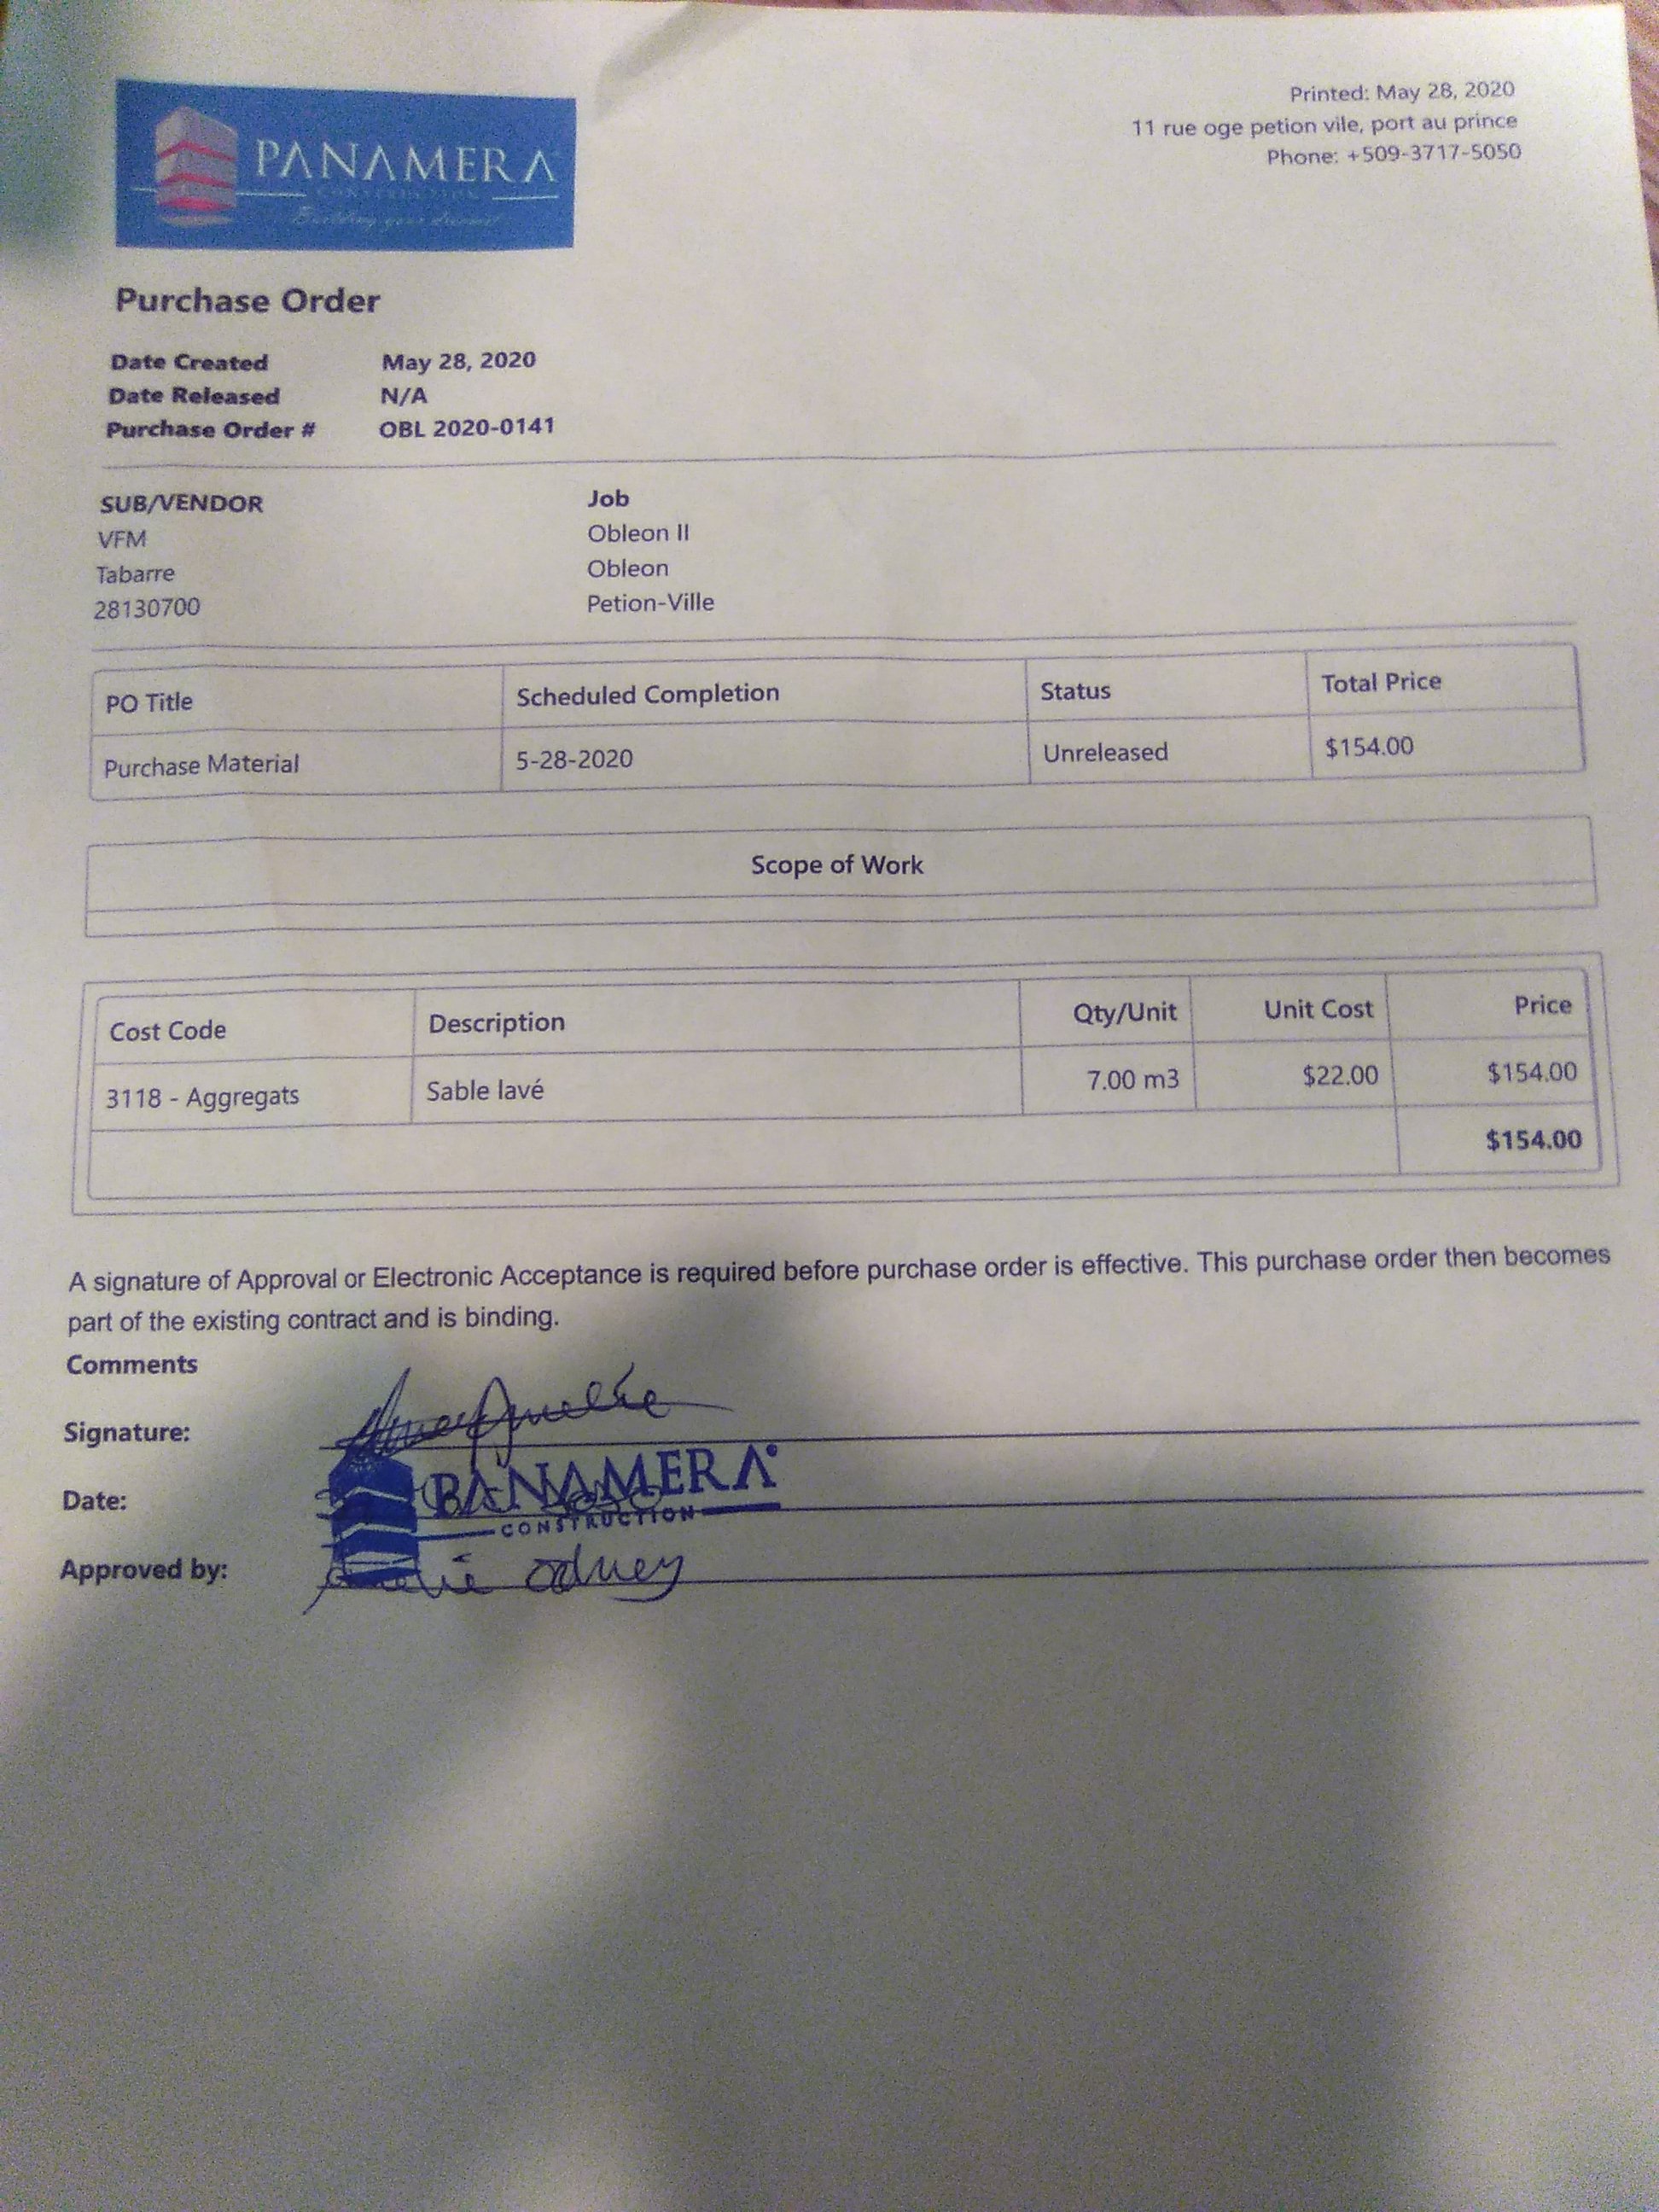 PANAMERA
CONSTRUCTION
Building your dreams
Printed: May 28, 2020
11 rue oge petion vile, port au prince
Phone: +509-3717-5050
Purchase Order
Date Created May 28, 2020
Date Released N/A
Purchase Order # OBL 2020-0141
SUB/VENDOR Job
VFM Obleon II
Tabarre Obleon
28130700 Petion-Ville
PO Title Scheduled Completion Status Total Price
Purchase Material 5-28-2020 Unreleased $154.00
Scope of Work
Cost Code Description Qty/Unit Unit Cost Price
3118 - Aggregats Sable lavé 7.00 m3 $22.00 $154.00
$154.00
A signature of Approval or Electronic Acceptance is required before purchase order is effective. This purchase order then becomes
part of the existing contract and is binding.
Comments
Signature:
PANAMERA
Date:
CONSTRUCTION
Approved by: